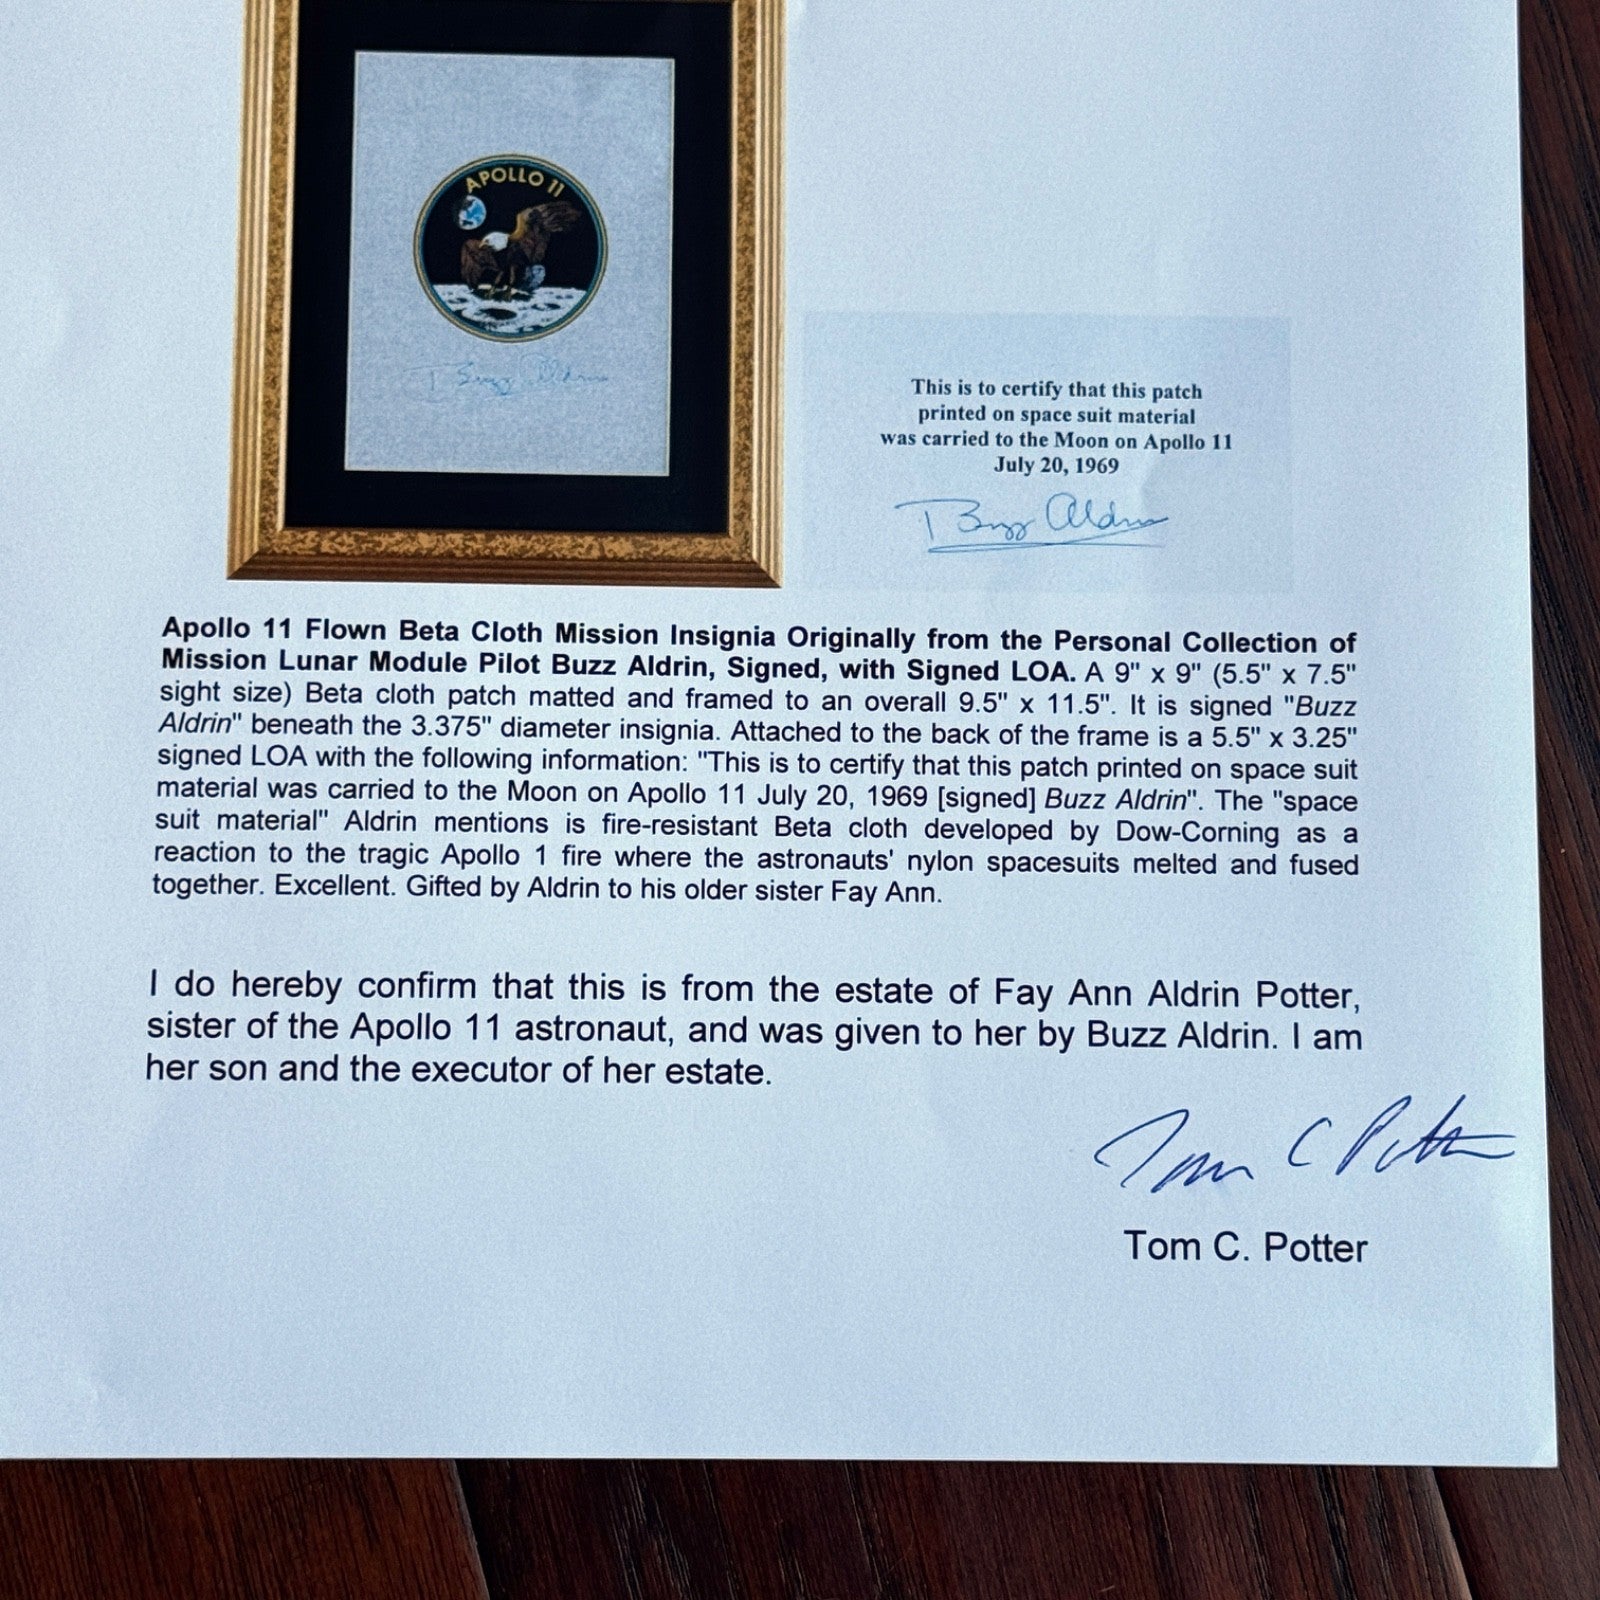 APOLLO 11
Buzz Aldrin
This is to certify that this patch
printed on space suit material
was carried to the Moon on Apollo 11
July 20, 1969
Buzz Aldrin
Apollo 11 Flown Beta Cloth Mission Insignia Originally from the Personal Collection of
Mission Lunar Module Pilot Buzz Aldrin, Signed, with Signed LOA. A 9" x 9" (5.5" x 7.5"
sight size) Beta cloth patch matted and framed to an overall 9.5" x 11.5". It is signed "Buzz
Aldrin" beneath the 3.375" diameter insignia. Attached to the back of the frame is a 5.5" x 3.25"
signed LOA with the following information: "This is to certify that this patch printed on space suit
material was carried to the Moon on Apollo 11 July 20, 1969 [signed] Buzz Aldrin". The "space
suit material" Aldrin mentions is fire-resistant Beta cloth developed by Dow-Corning as a
reaction to the tragic Apollo 1 fire where the astronauts' nylon spacesuits melted and fused
together. Excellent. Gifted by Aldrin to his older sister Fay Ann.
I do hereby confirm that this is from the estate of Fay Ann Aldrin Potter,
sister of the Apollo 11 astronaut, and was given to her by Buzz Aldrin. I am
her son and the executor of her estate.
Tom C Potter
Tom C. Potter